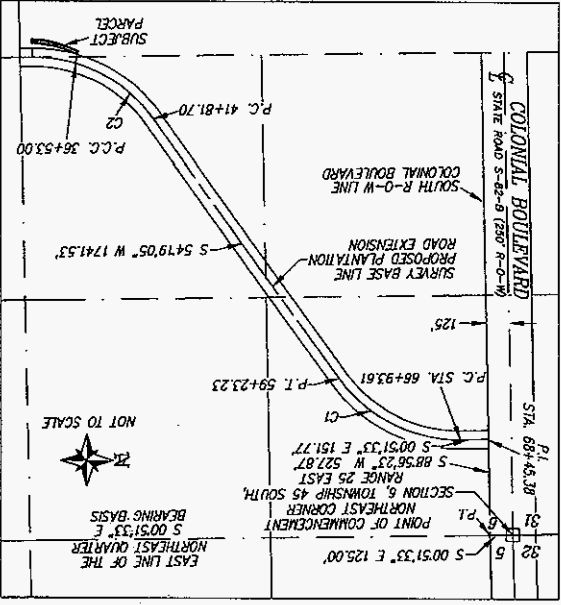 COLONIAL BOULEVARD
℄ STATE ROAD S-82-B (250' R-O-W)
P.I.
STA. 68+45.38
31
32
6
5
P.I.
S 00°51'33" E 125.00'
POINT OF COMMENCEMENT
NORTHEAST CORNER
SECTION 6, TOWNSHIP 45 SOUTH,
RANGE 25 EAST
S 88°56'23" W 527.87'
S 00°51'33" E 151.77'
P.C. STA. 66+93.61
125'
EAST LINE OF THE
NORTHEAST QUARTER
S 00°51'33" E
BEARING BASIS
N
NOT TO SCALE
C1
P.T. 59+23.23
SOUTH R-O-W LINE
COLONIAL BOULEVARD
SURVEY BASE LINE
PROPOSED PLANTATION
ROAD EXTENSION
S 54°19'05" W 1741.53'
P.C. 41+81.70
C2
P.C.C. 36+53.00
SUBJECT
PARCEL